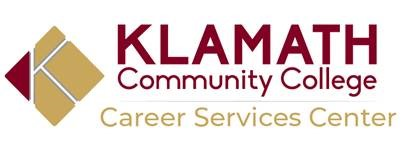 KLAMATH
Community College
Career Services Center